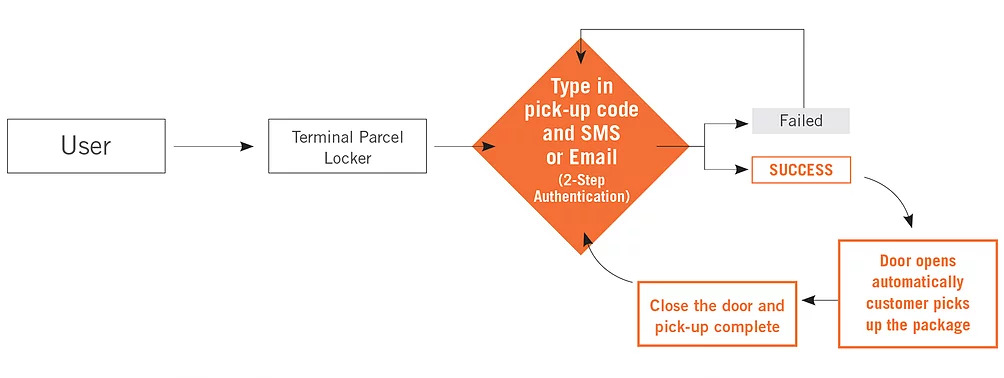 User
Terminal Parcel
Locker
Type in
pick-up code
and SMS
or Email
(2-Step
Authentication)
Failed
SUCCESS
Door opens
automatically
customer picks
up the package
Close the door and
pick-up complete